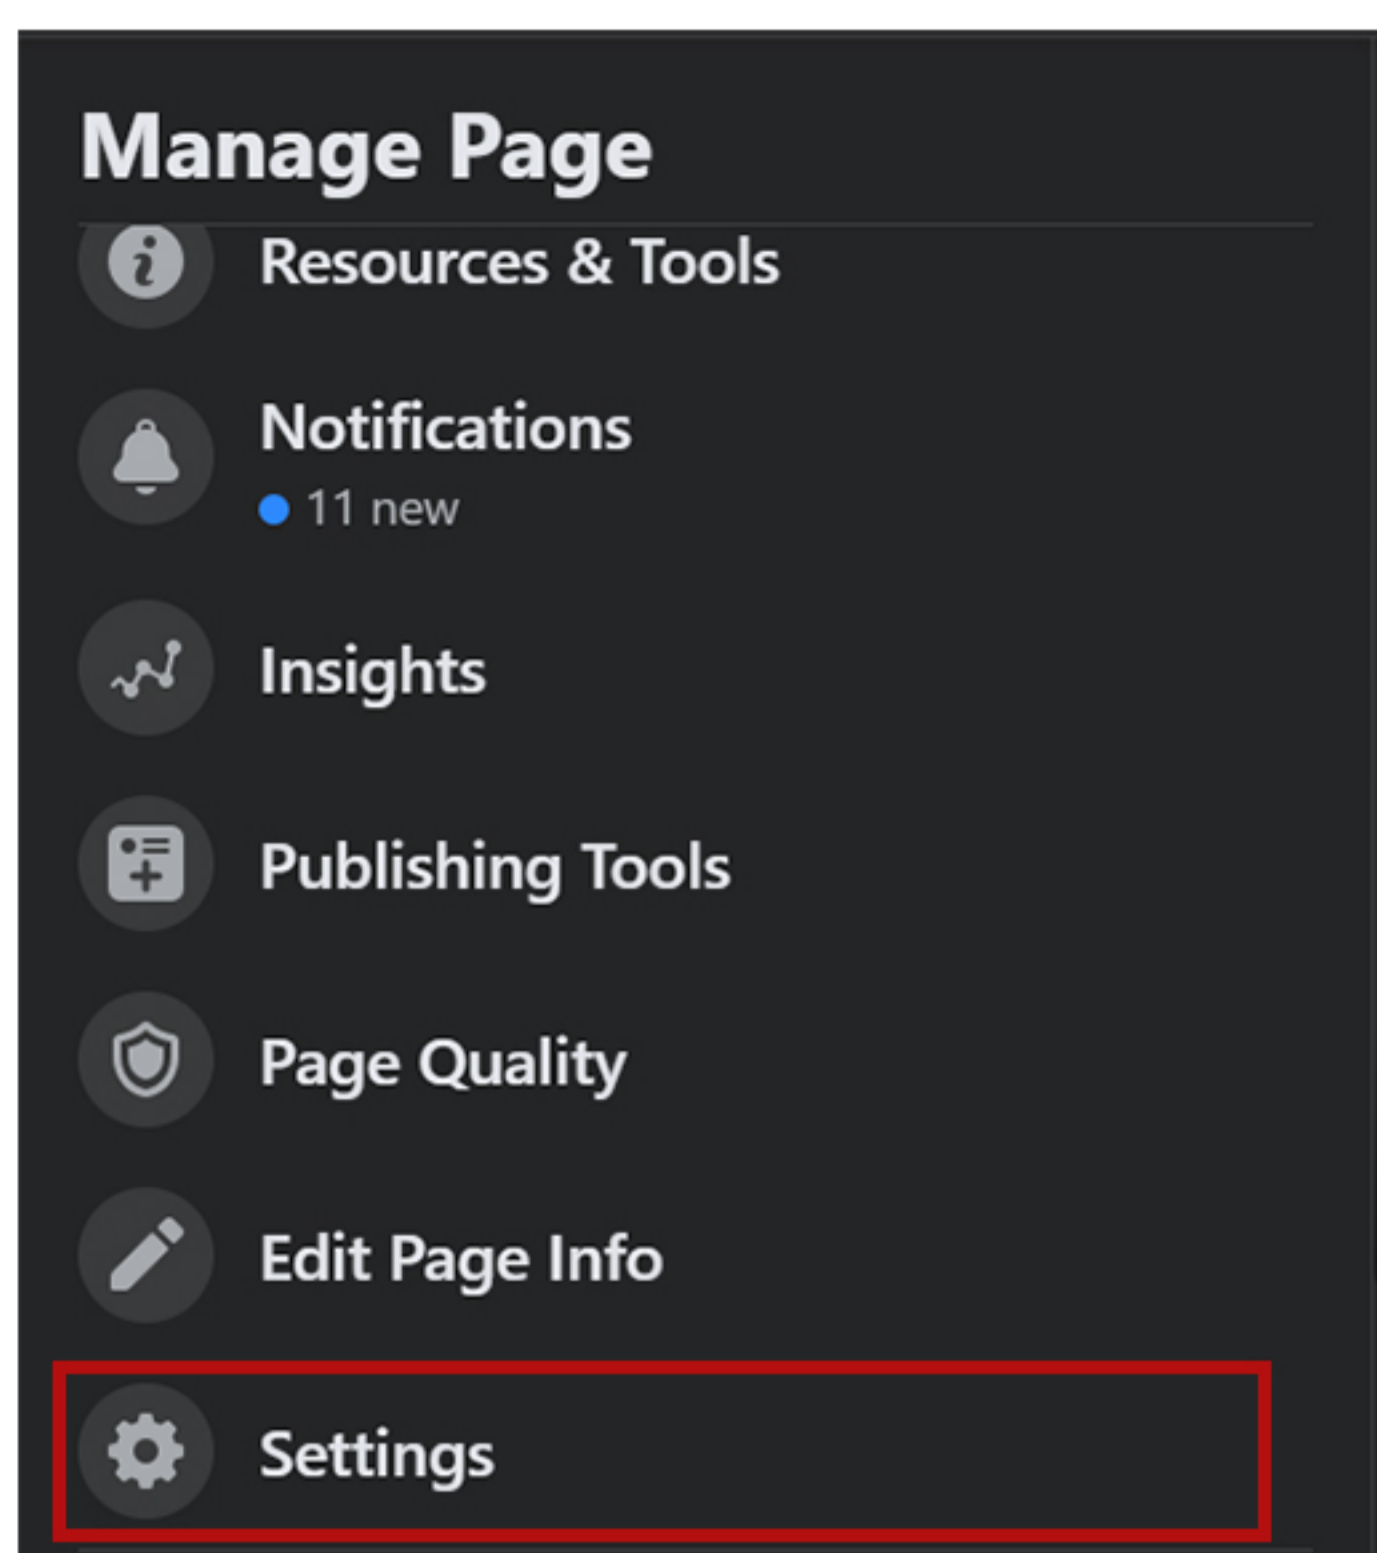 Manage Page
Resources & Tools
Notifications
11 new
Insights
Publishing Tools
Page Quality
Edit Page Info
Settings